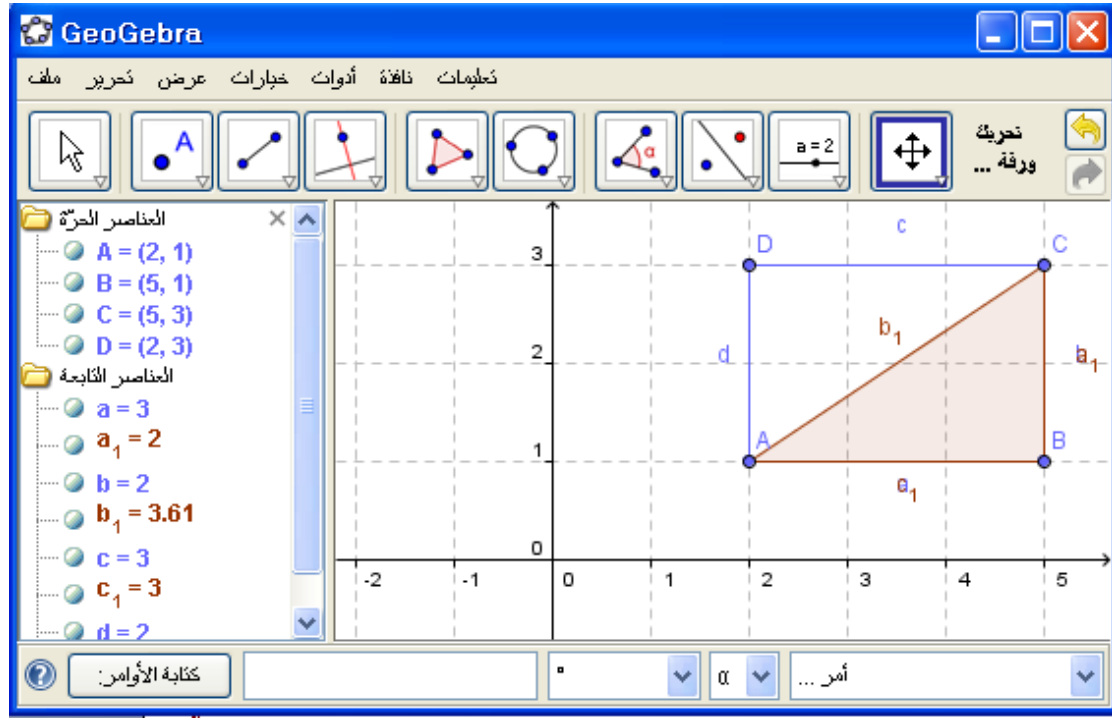 GeoGebra
ملف تحرير عرض خيارات أدوات نافذة تعليمات
A
α
a = 2
تحريك
ورقة ...
العناصر الحرّة
A = (2, 1)
B = (5, 1)
C = (5, 3)
D = (2, 3)
العناصر التابعة
a = 3
a₁ = 2
b = 2
b₁ = 3.61
c = 3
c₁ = 3
d = 2
c
D
C
3
b₁
d
2
a₁
A
B
1
0
-2 -1 0 1 2 3 4 5
كتابة الأوامر:
°
α
أمر ...